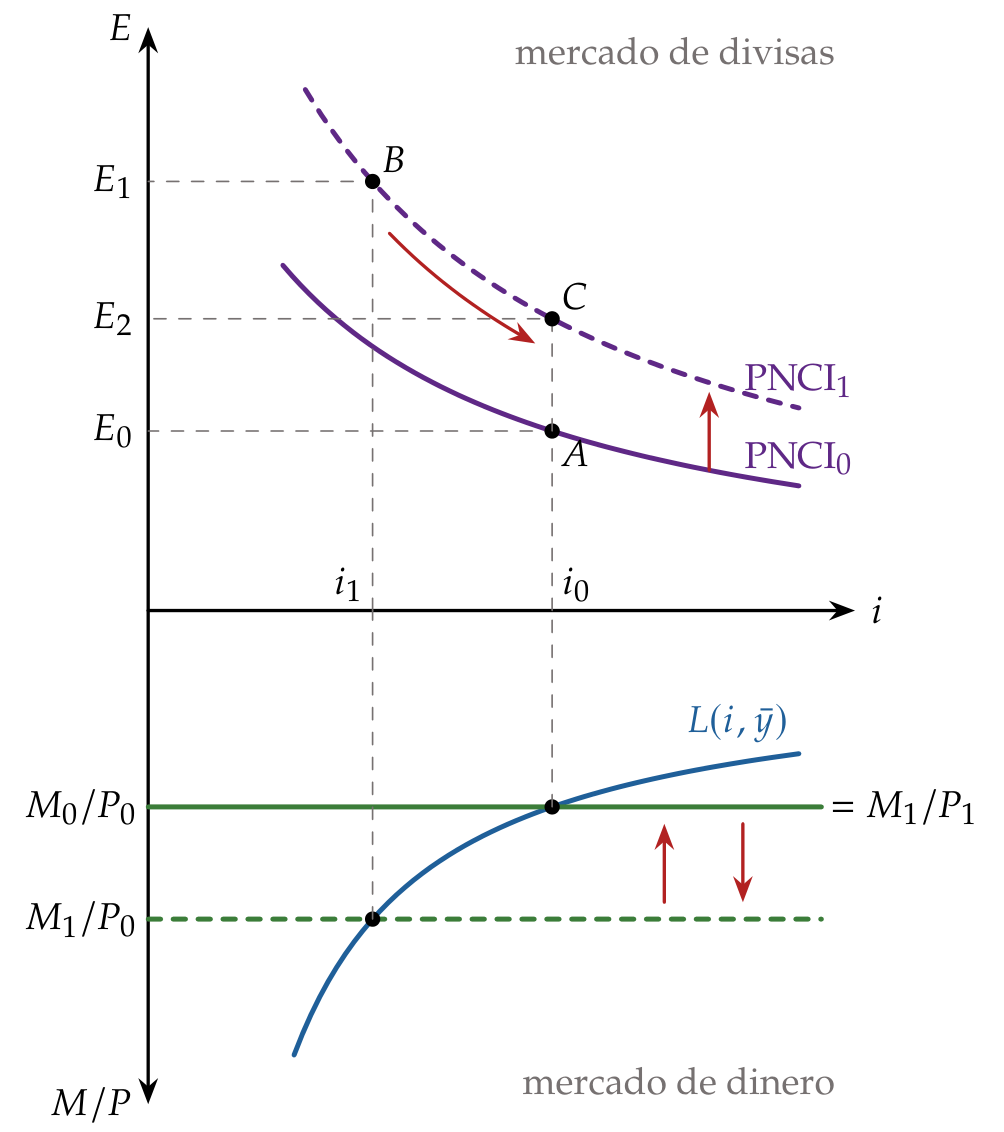 E
mercado de divisas
B
E₁
C
E₂
PNCI₁
E₀
A
PNCI₀
i₁
i₀
i
L(i, ȳ)
M₀/P₀
= M₁/P₁
M₁/P₀
mercado de dinero
M/P